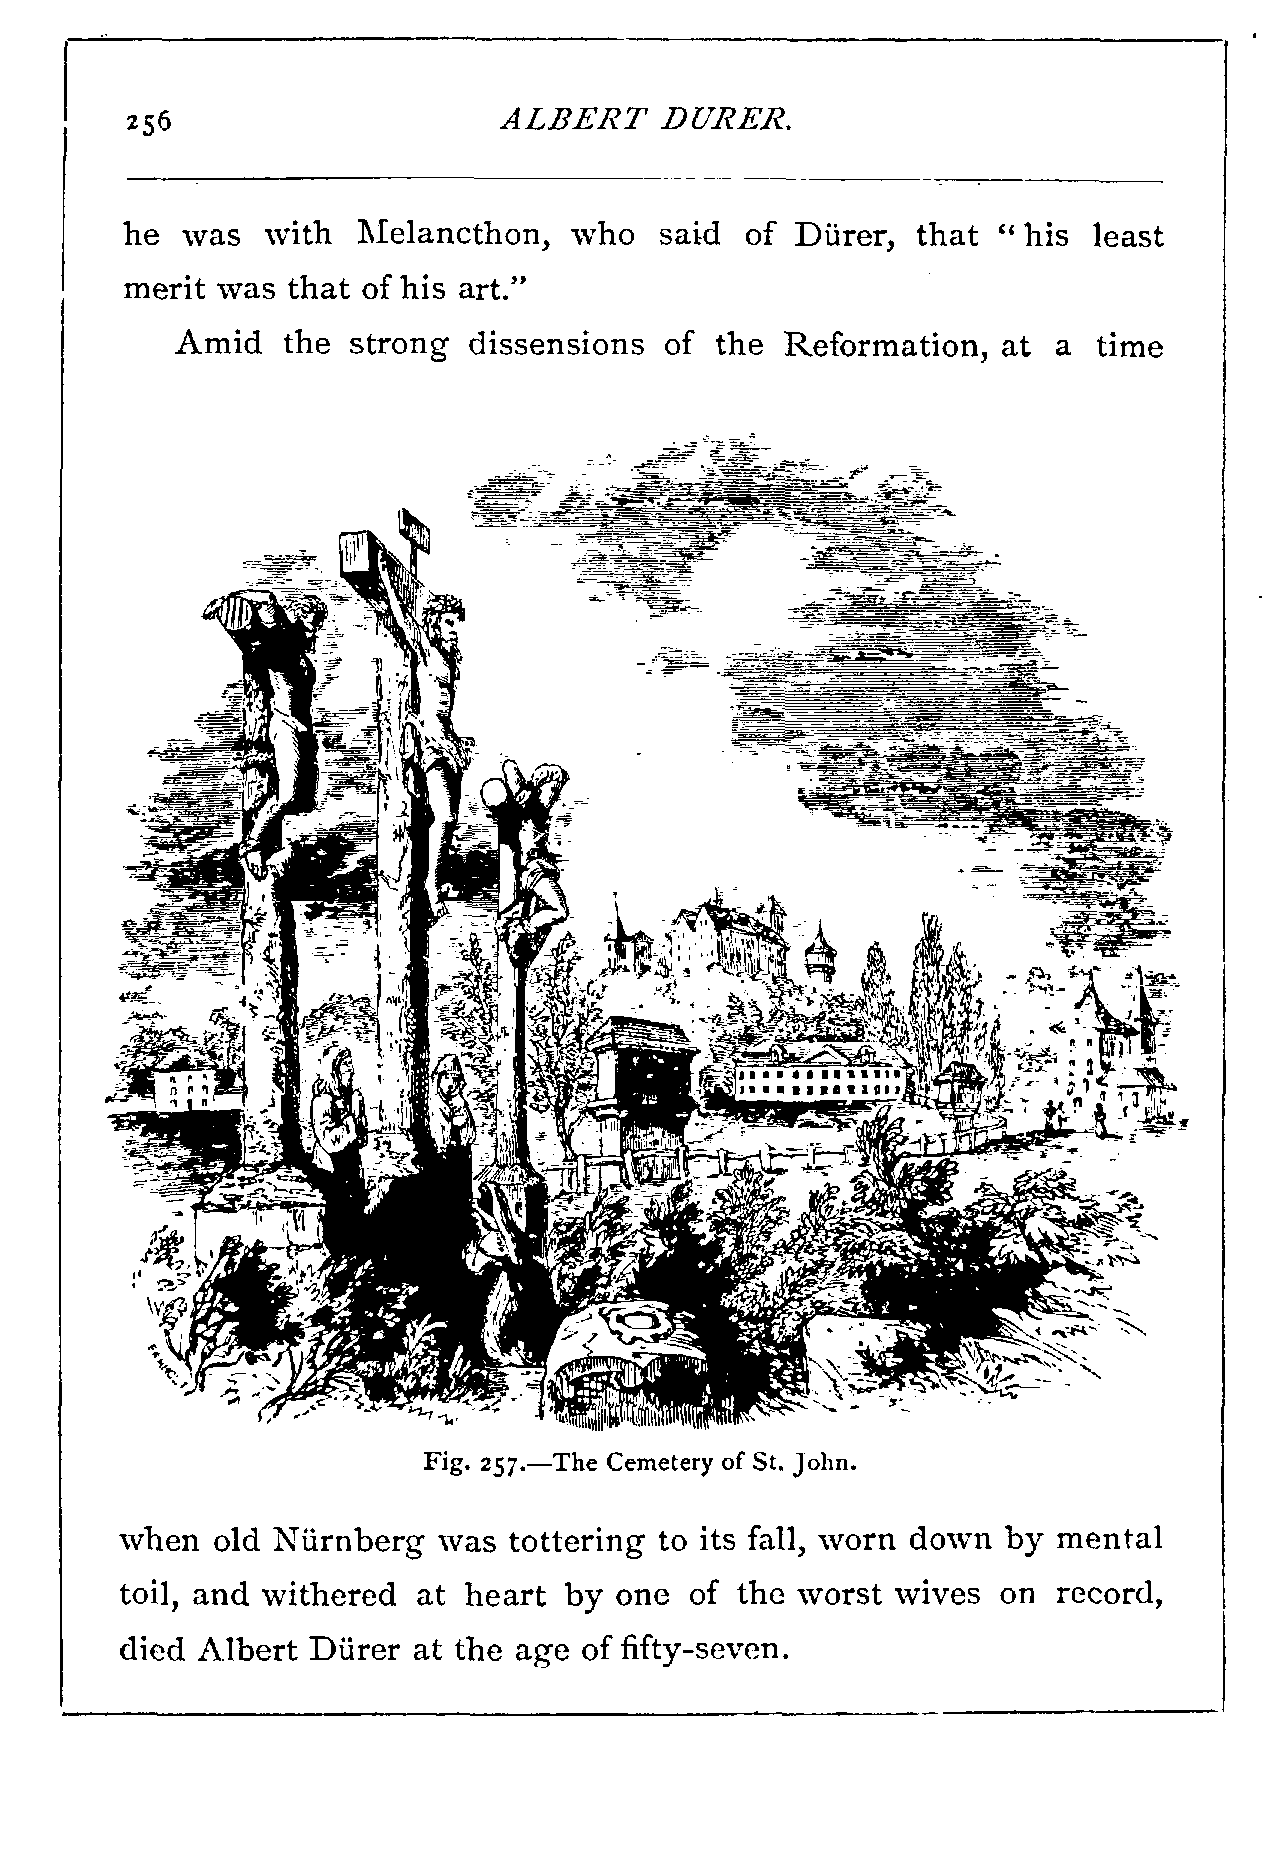 256
ALBERT DURER.
he was with Melancthon, who said of Dürer, that “his least
merit was that of his art.”
Amid the strong dissensions of the Reformation, at a time
Fig. 257.—The Cemetery of St. John.
when old Nürnberg was tottering to its fall, worn down by mental
toil, and withered at heart by one of the worst wives on record,
died Albert Dürer at the age of fifty-seven.